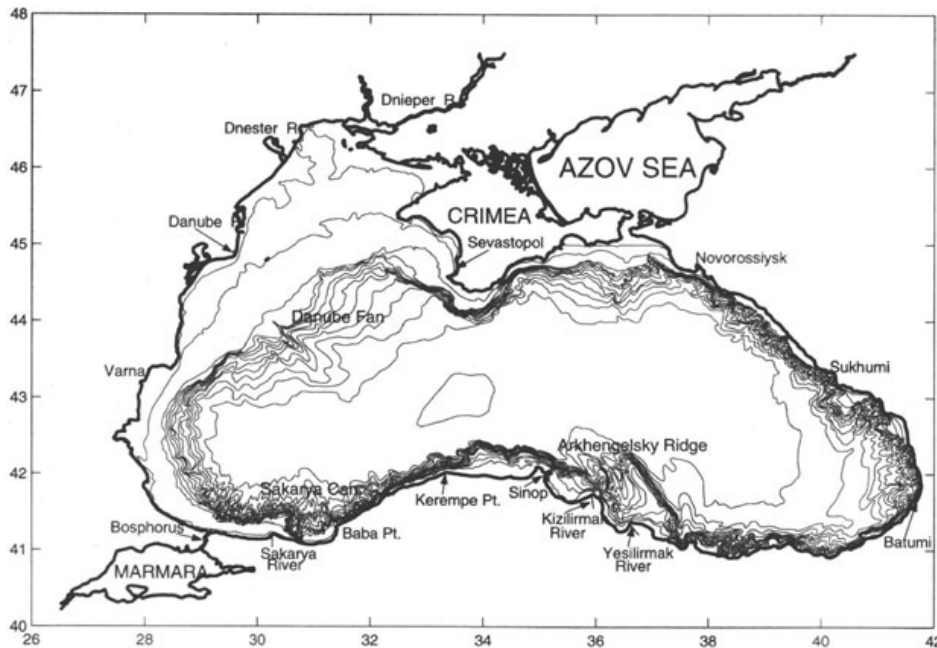 48
47
46
45
44
43
42
41
40
26
28
30
32
34
36
38
40
42
Dnieper R.
Dnester R.
AZOV SEA
CRIMEA
Danube R.
Sevastopol
Novorossiysk
Danube Fan
Varna
Sukhumi
Arkhengelsky Ridge
Sakarya Can.
Kerempe Pt.
Sinop
Kizilirmak
River
Baba Pt.
Bosphorus
Sakarya
River
Yesilirmak
River
Batumi
MARMARA